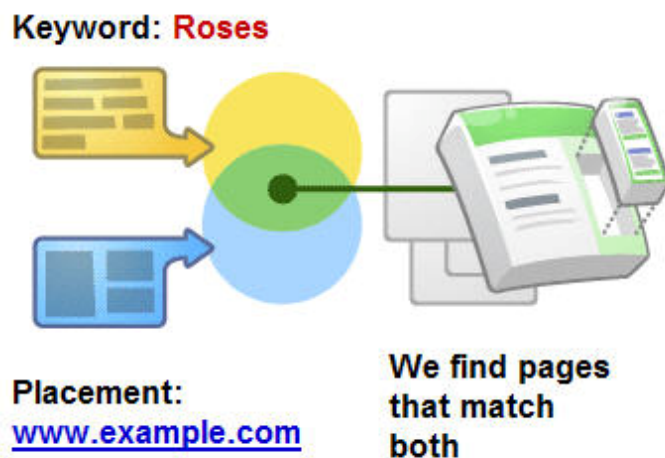 Keyword: Roses
Placement:
www.example.com
We find pages
that match
both